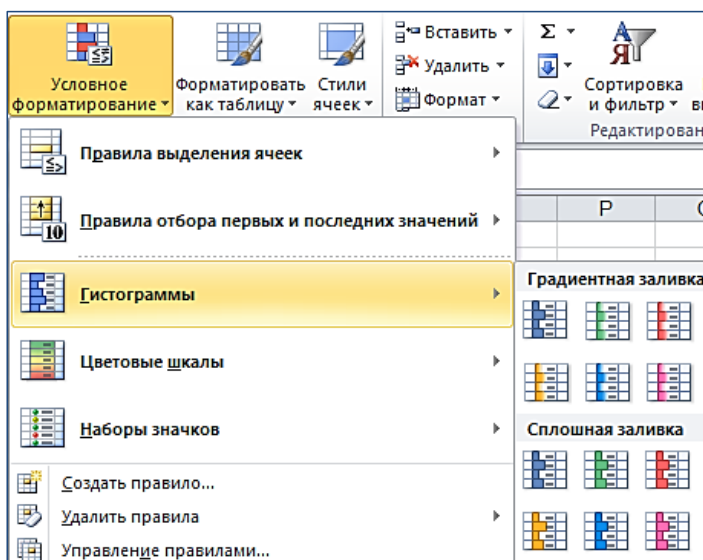 Условное форматирование
Форматировать как таблицу
Стили ячеек
Вставить
Удалить
Формат
Σ
Сортировка и фильтр
Правила выделения ячеек
Правила отбора первых и последних значений
Гистограммы
Цветовые шкалы
Наборы значков
Создать правило...
Удалить правила
Управление правилами...
P
Градиентная заливка
Сплошная заливка